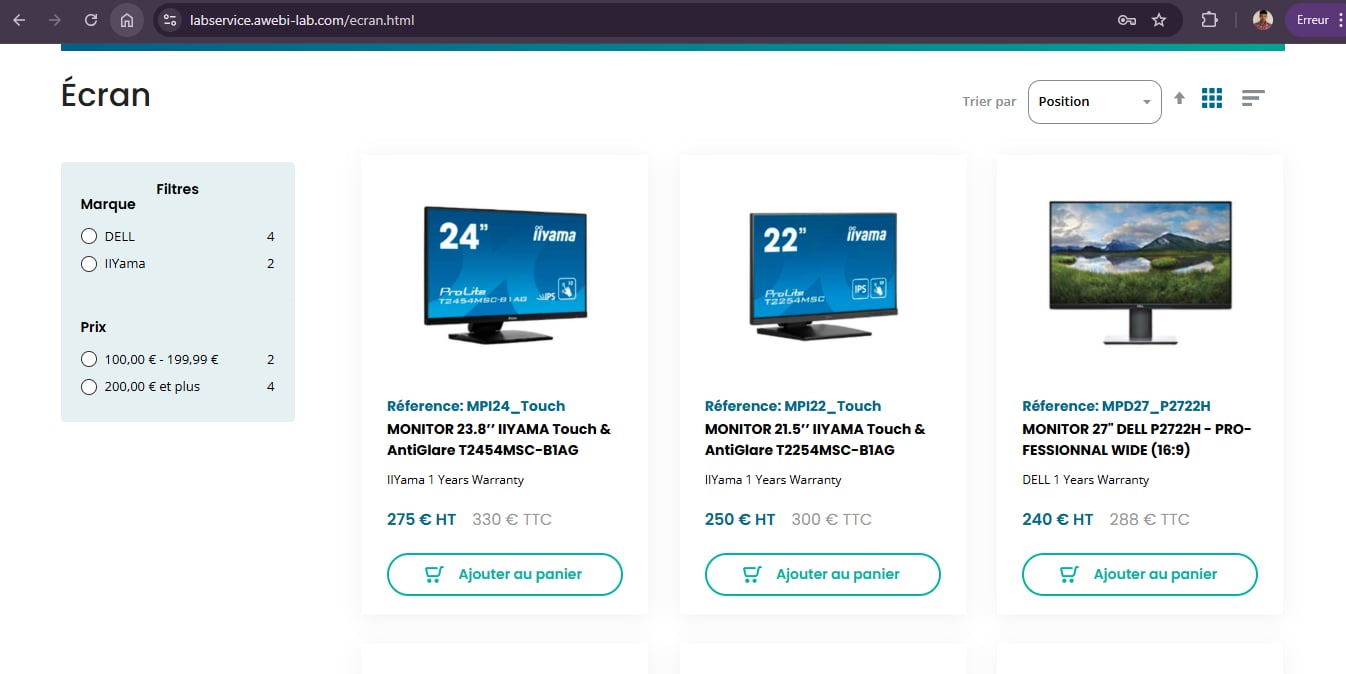 labservice.awebi-lab.com/ecran.html
Erreur
Écran
Trier par
Position
Filtres
Marque
DELL 4
IIYama 2
Prix
100,00 € - 199,99 € 2
200,00 € et plus 4
24”
iiyama
ProLite
T2454MSC-B1AG
IPS
Réference: MPI24_Touch
MONITOR 23.8’’ IIYAMA Touch &
AntiGlare T2454MSC-B1AG
IIYama 1 Years Warranty
275 € HT 330 € TTC
Ajouter au panier
22”
iiyama
ProLite
T2254MSC
IPS
Réference: MPI22_Touch
MONITOR 21.5’’ IIYAMA Touch &
AntiGlare T2254MSC-B1AG
IIYama 1 Years Warranty
250 € HT 300 € TTC
Ajouter au panier
Réference: MPD27_P2722H
MONITOR 27" DELL P2722H - PRO-
FESSIONNAL WIDE (16:9)
DELL 1 Years Warranty
240 € HT 288 € TTC
Ajouter au panier